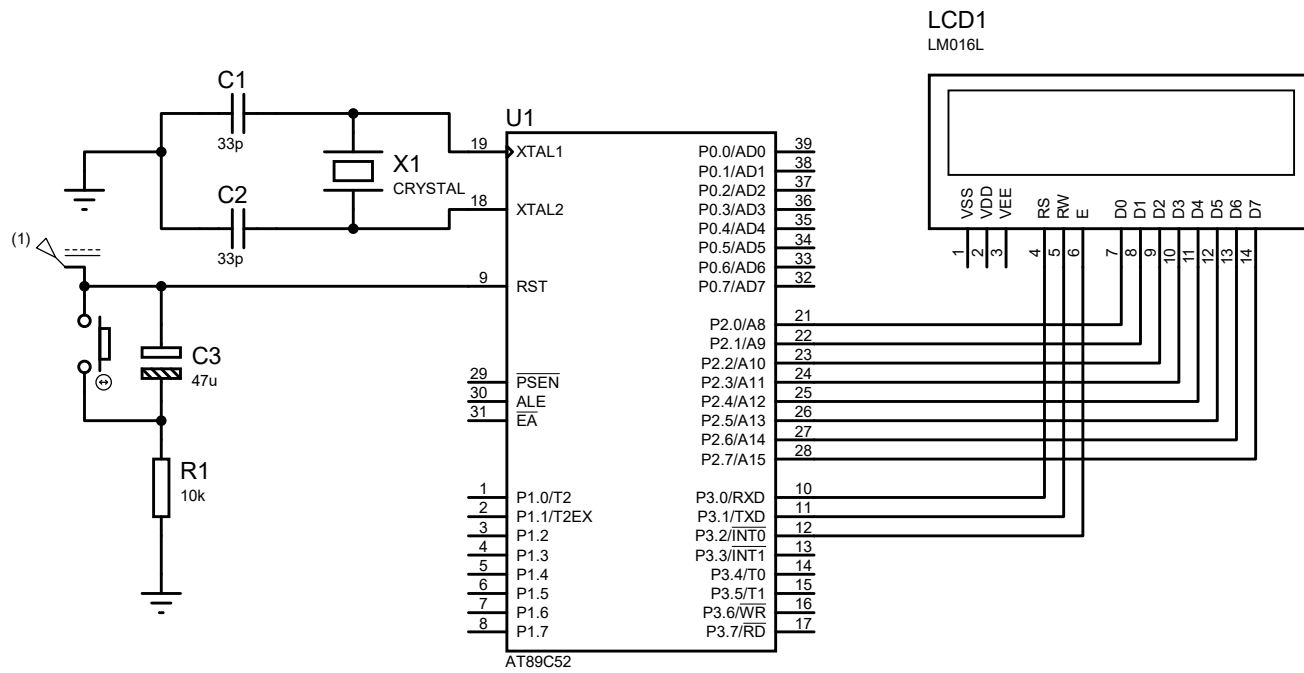 LCD1
LM016L
VSS
VDD
VEE
RS
RW
E
D0
D1
D2
D3
D4
D5
D6
D7
1
2
3
4
5
6
7
8
9
10
11
12
13
14
C1
33p
C2
33p
X1
CRYSTAL
(1)
C3
47u
R1
10k
U1
19 XTAL1
18 XTAL2
9 RST
29 PSEN
30 ALE
31 EA
1 P1.0/T2
2 P1.1/T2EX
3 P1.2
4 P1.3
5 P1.4
6 P1.5
7 P1.6
8 P1.7
P0.0/AD0 39
P0.1/AD1 38
P0.2/AD2 37
P0.3/AD3 36
P0.4/AD4 35
P0.5/AD5 34
P0.6/AD6 33
P0.7/AD7 32
P2.0/A8 21
P2.1/A9 22
P2.2/A10 23
P2.3/A11 24
P2.4/A12 25
P2.5/A13 26
P2.6/A14 27
P2.7/A15 28
P3.0/RXD 10
P3.1/TXD 11
P3.2/INT0 12
P3.3/INT1 13
P3.4/T0 14
P3.5/T1 15
P3.6/WR 16
P3.7/RD 17
AT89C52